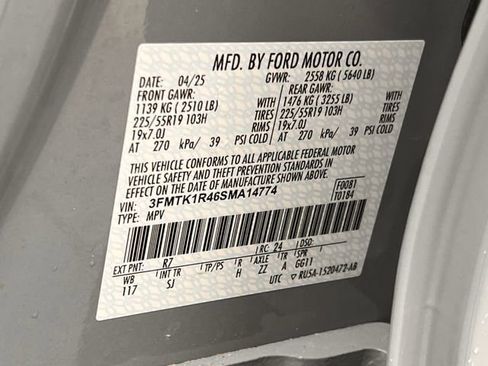 MFD. BY FORD MOTOR CO.
DATE: 04/25 GVWR: 2558 KG (5640 LB)
FRONT GAWR: REAR GAWR:
1139 KG (2510 LB) WITH 1476 KG (3255 LB) WITH
225/55R19 103H TIRES 225/55R19 103H TIRES
19x7.0J RIMS 19x7.0J RIMS
AT 270 kPa/ 39 PSI COLD AT 270 kPa/ 39 PSI COLD
THIS VEHICLE CONFORMS TO ALL APPLICABLE FEDERAL MOTOR
VEHICLE SAFETY AND THEFT PREVENTION STANDARDS IN
EFFECT ON THE DATE OF MANUFACTURE SHOWN ABOVE.
VIN: 3FMTK1R46SMA14774 F0081
TYPE: MPV T0184
EXT PNT: R7 RC: 24 DSO:
WB INT TR TP/PS R AXLE SPR
117 SJ H ZZ A GG11
UTC RU5A-1520472-AB